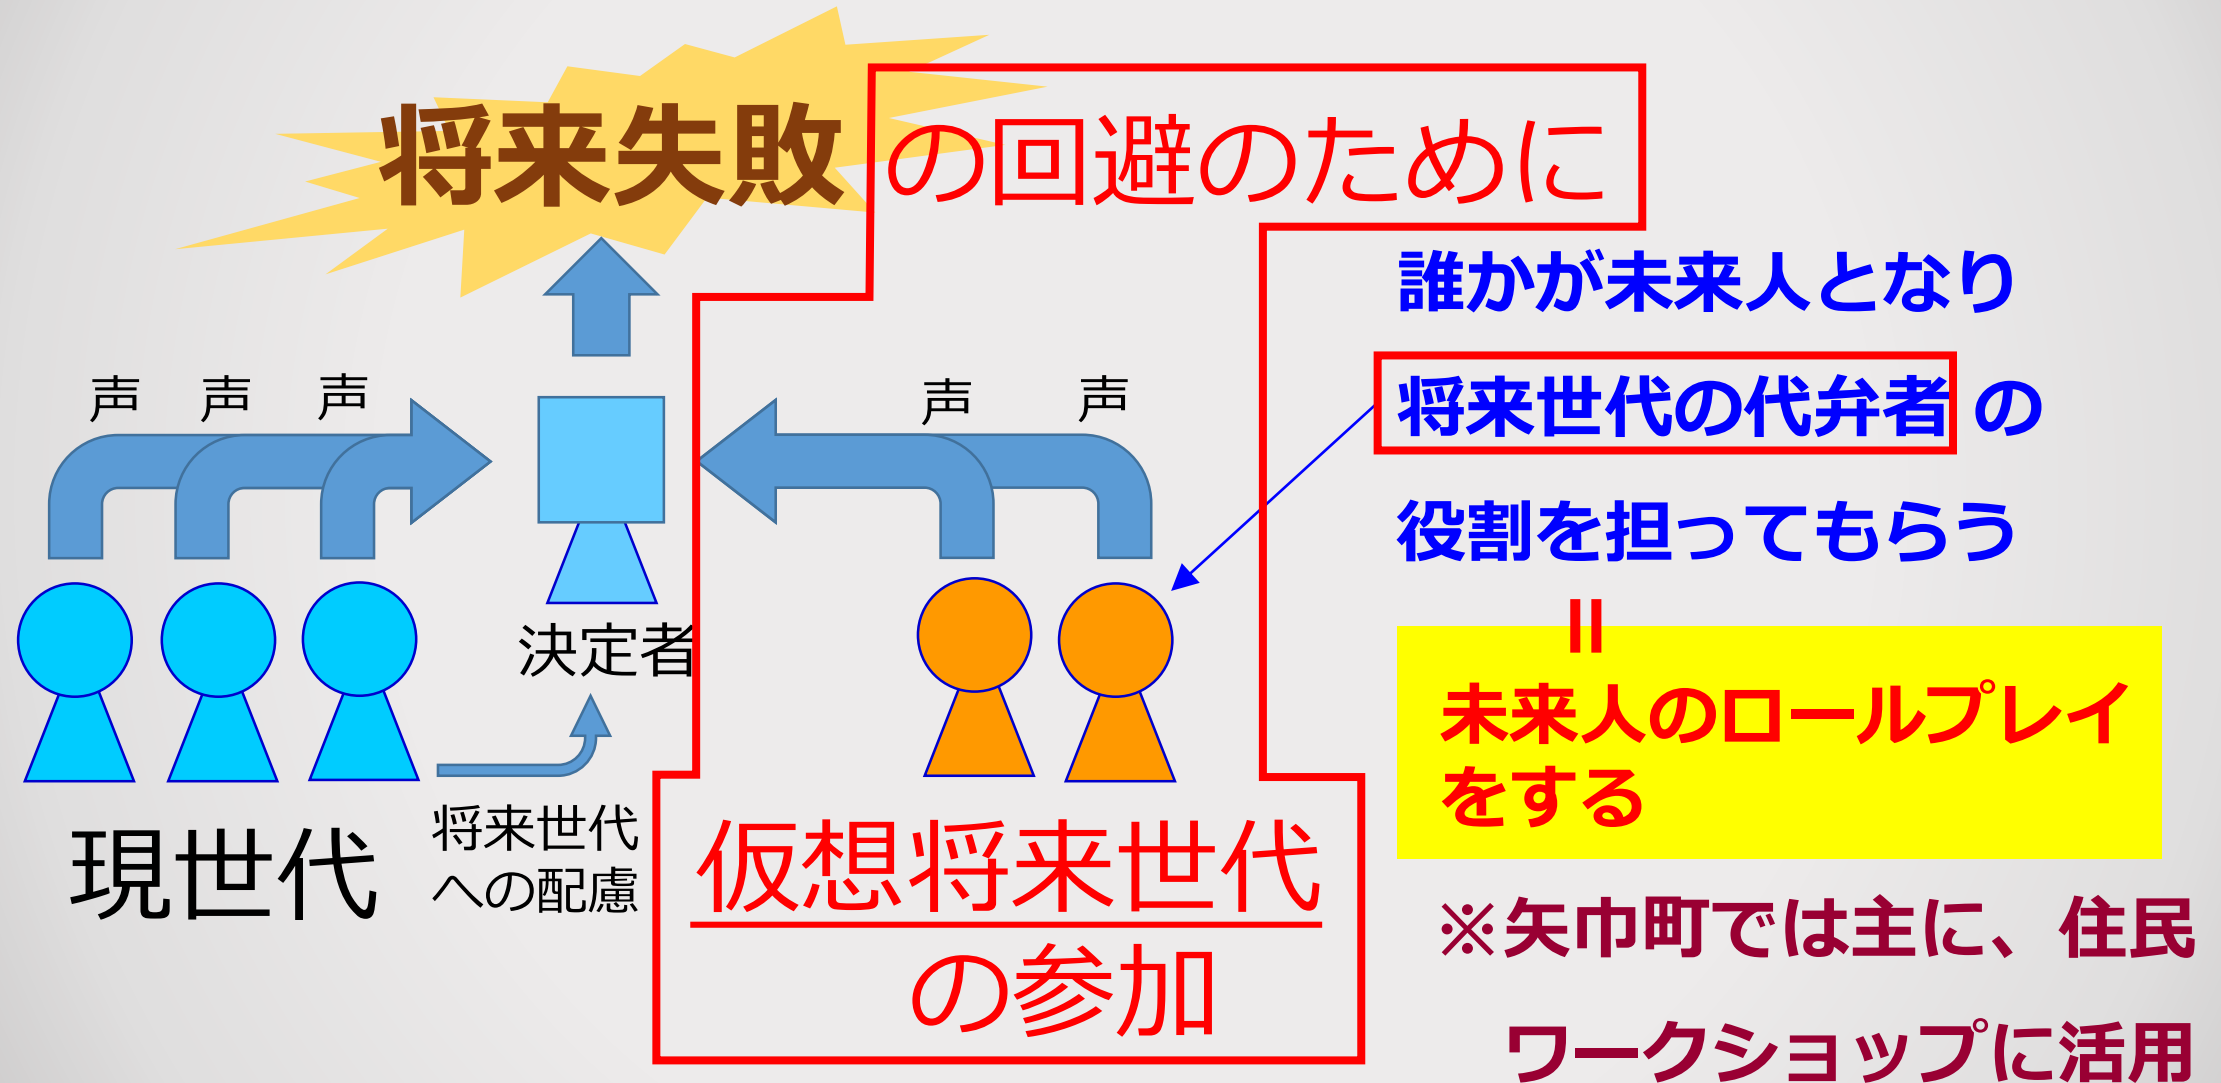 将来失敗の回避のために
誰かが未来人となり
将来世代の代弁者の
役割を担ってもらう
＝
未来人のロールプレイ
をする
※矢巾町では主に、住民
ワークショップに活用
声 声 声
声 声
決定者
現世代
将来世代
への配慮
仮想将来世代
の参加